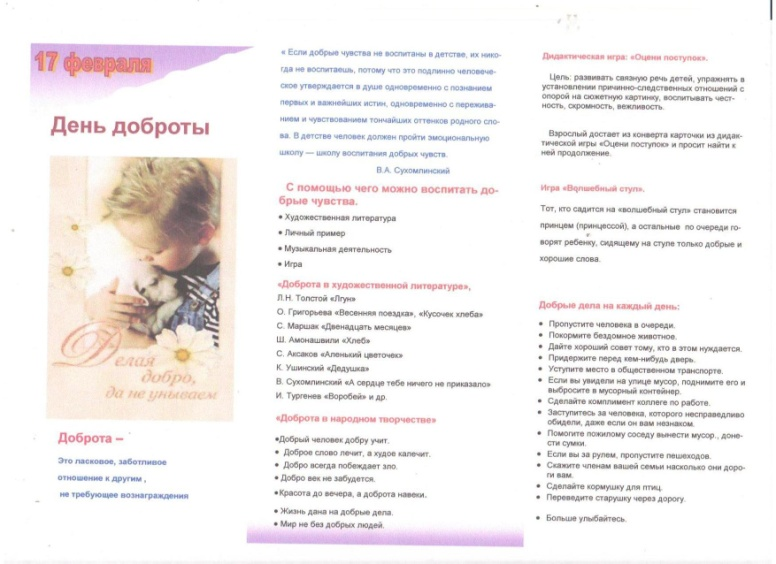 17 февраля
День доброты
Делая
добро,
да не унываем
Доброта –
Это ласковое, заботливое
отношение к другим ,
не требующее вознаграждения
« Если добрые чувства не воспитаны в детстве, их нико-
гда не воспитаешь, потому что это подлинно человече-
ское утверждается в душе одновременно с познанием
первых и важнейших истин, одновременно с пережива-
нием и чувствованием тончайших оттенков родного сло-
ва. В детстве человек должен пройти эмоциональную
школу — школу воспитания добрых чувств.
В.А. Сухомлинский
С помощью чего можно воспитать до-
брые чувства.
● Художественная литература
● Личный пример
● Музыкальная деятельность
● Игра
«Доброта в художественной литературе»,
Л.Н. Толстой «Лгун»
О. Григорьева «Весенняя поездка», «Кусочек хлеба»
С. Маршак «Двенадцать месяцев»
Ш. Амонашвили «Хлеб»
С. Аксаков «Аленький цветочек»
К. Ушинский «Дедушка»
В. Сухомлинский «А сердце тебе ничего не приказало»
И. Тургенев «Воробей» и др.
«Доброта в народном творчестве»
●Добрый человек добру учит.
● Доброе слово лечит, а худое калечит.
● Добро всегда побеждает зло.
● Добро век не забудется.
●Красота до вечера, а доброта навеки.
● Жизнь дана на добрые дела.
● Мир не без добрых людей.
Дидактическая игра: «Оцени поступок».
Цель: развивать связную речь детей, упражнять в
установлении причинно-следственных отношений с
опорой на сюжетную картинку, воспитывать чест-
ность, скромность, вежливость.
Взрослый достает из конверта карточки из дидак-
тической игры «Оцени поступок» и просит найти к
ней продолжение.
Игра «Волшебный стул».
Тот, кто садится на «волшебный стул» становится
принцем (принцессой), а остальные по очереди го-
ворят ребенку, сидящему на стуле только добрые и
хорошие слова.
Добрые дела на каждый день:
● Пропустите человека в очереди.
● Покормите бездомное животное.
● Дайте хороший совет тому, кто в этом нуждается.
● Придержите перед кем-нибудь дверь.
● Уступите место в общественном транспорте.
● Если вы увидели на улице мусор, поднимите его и
выбросите в мусорный контейнер.
● Сделайте комплимент коллеге по работе.
● Заступитесь за человека, которого несправедливо
обидели, даже если он вам незнаком.
● Помогите пожилому соседу вынести мусор., доне-
сти сумки.
● Если вы за рулем, пропустите пешеходов.
● Скажите членам вашей семьи насколько они доро-
ги вам.
● Сделайте кормушку для птиц.
● Переведите старушку через дорогу.
● Больше улыбайтесь.